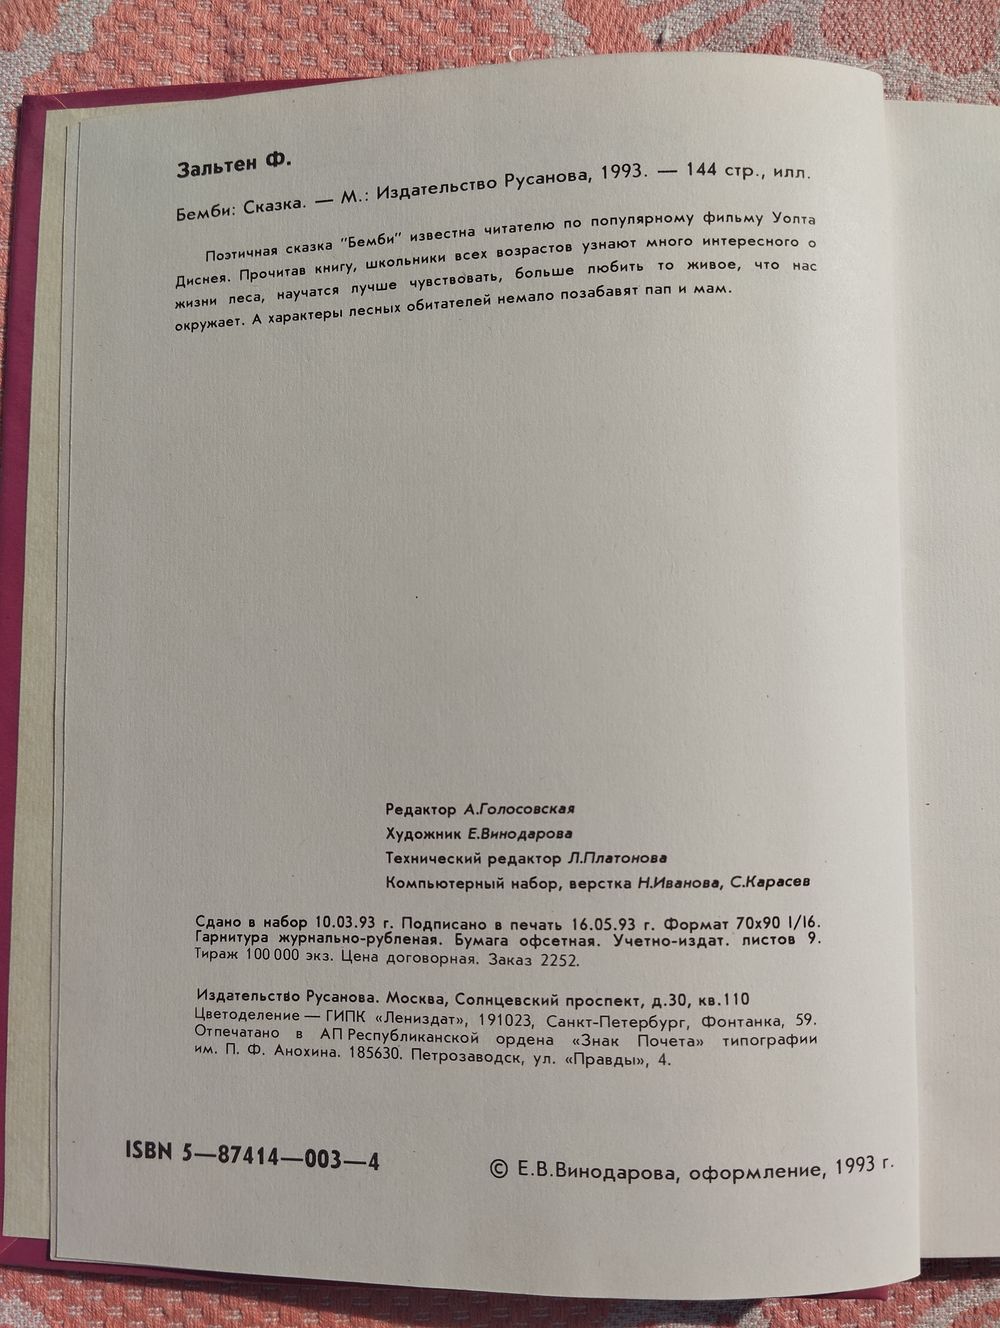 Зальтен Ф.
Бемби: Сказка. — М.: Издательство Русанова, 1993. — 144 стр., илл.
Поэтичная сказка "Бемби" известна читателю по популярному фильму Уолта
Диснея. Прочитав книгу, школьники всех возрастов узнают много интересного о
жизни леса, научатся лучше чувствовать, больше любить то живое, что нас
окружает. А характеры лесных обитателей немало позабавят пап и мам.
Редактор А.Голосовская
Художник Е.Винодарова
Технический редактор Л.Платонова
Компьютерный набор, верстка Н.Иванова, С.Карасев
Сдано в набор 10.03.93 г. Подписано в печать 16.05.93 г. Формат 70х90 I/I6.
Гарнитура журнально-рубленая. Бумага офсетная. Учетно-издат. листов 9.
Тираж 100 000 экз. Цена договорная. Заказ 2252.
Издательство Русанова. Москва, Солнцевский проспект, д.30, кв.110
Цветоделение — ГИПК «Лениздат», 191023, Санкт-Петербург, Фонтанка, 59.
Отпечатано в АП Республиканской ордена «Знак Почета» типографии
им. П. Ф. Анохина. 185630. Петрозаводск, ул. «Правды», 4.
ISBN 5—87414—003—4
© Е.В.Винодарова, оформление, 1993 г.